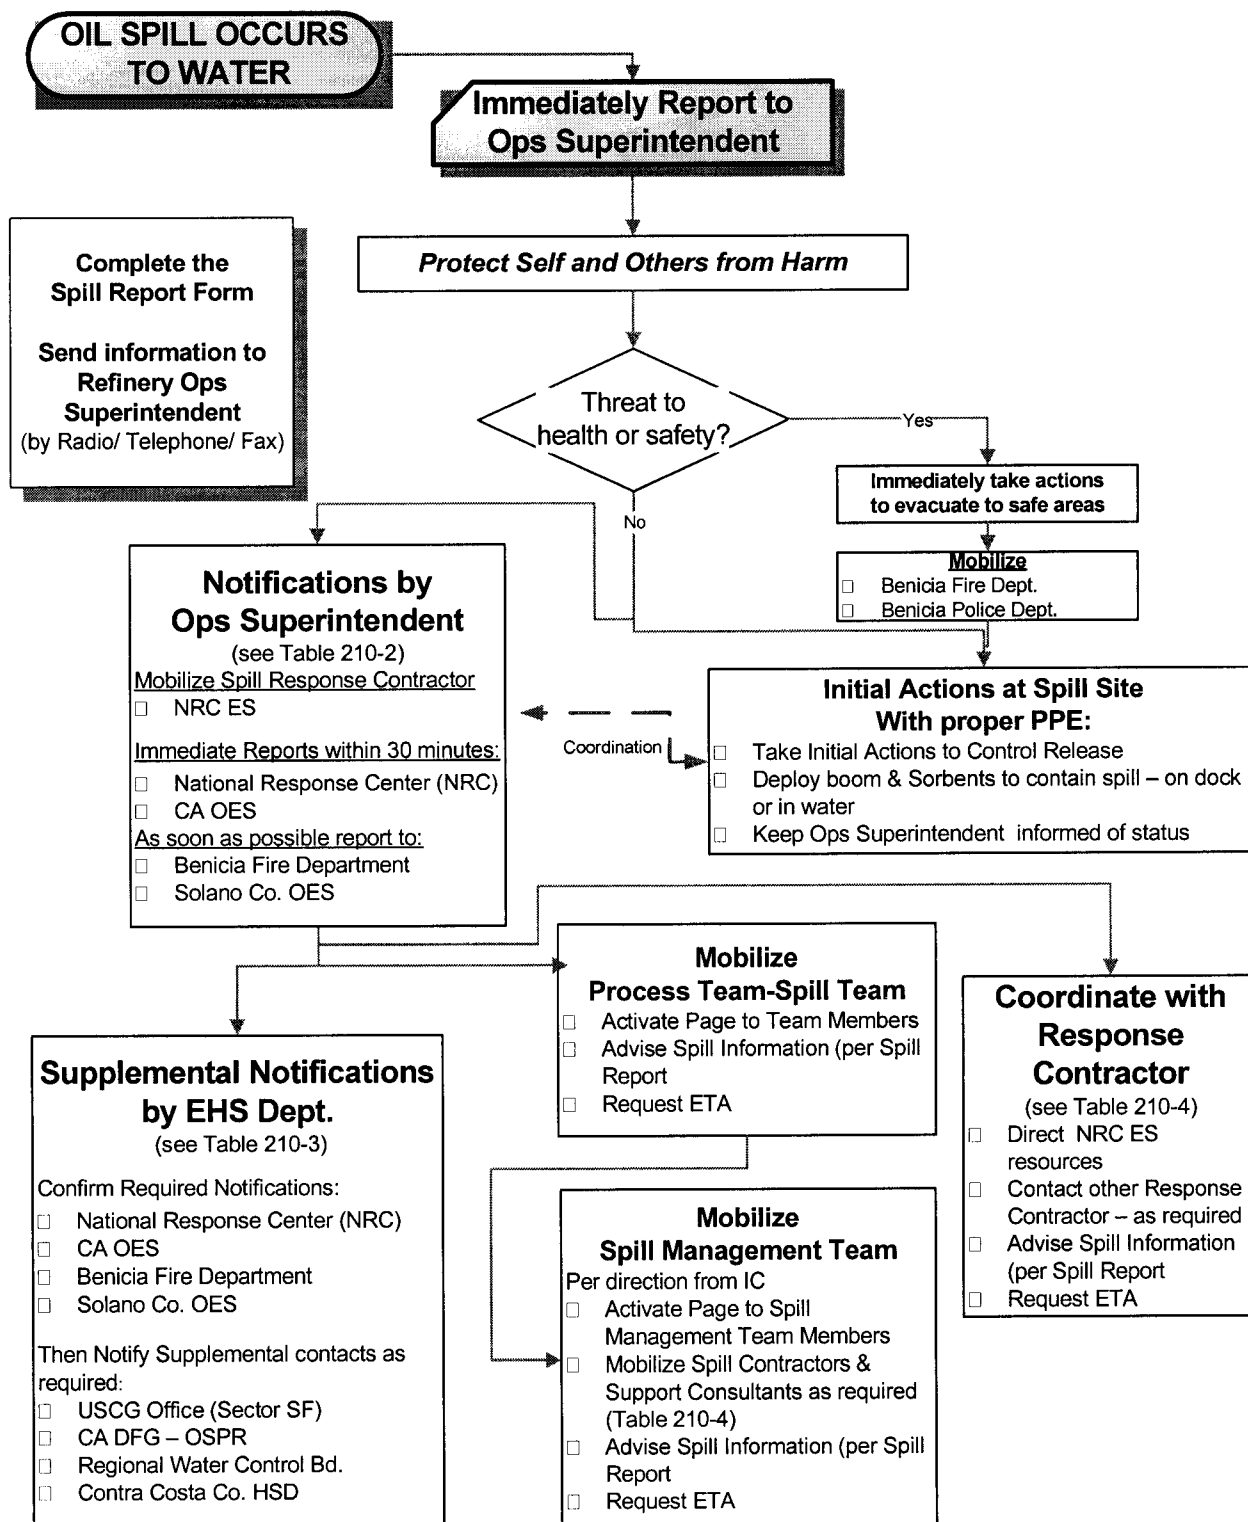 OIL SPILL OCCURS
TO WATER
Immediately Report to
Ops Superintendent
Complete the
Spill Report Form
Send information to
Refinery Ops
Superintendent
(by Radio/ Telephone/ Fax)
Protect Self and Others from Harm
Threat to
health or safety?
Yes
No
Immediately take actions
to evacuate to safe areas
Mobilize
Benicia Fire Dept.
Benicia Police Dept.
Notifications by
Ops Superintendent
(see Table 210-2)
Mobilize Spill Response Contractor
NRC ES
Immediate Reports within 30 minutes:
National Response Center (NRC)
CA OES
As soon as possible report to:
Benicia Fire Department
Solano Co. OES
Coordination
Initial Actions at Spill Site
With proper PPE:
Take Initial Actions to Control Release
Deploy boom & Sorbents to contain spill – on dock
or in water
Keep Ops Superintendent informed of status
Supplemental Notifications
by EHS Dept.
(see Table 210-3)
Confirm Required Notifications:
National Response Center (NRC)
CA OES
Benicia Fire Department
Solano Co. OES
Then Notify Supplemental contacts as
required:
USCG Office (Sector SF)
CA DFG – OSPR
Regional Water Control Bd.
Contra Costa Co. HSD
Mobilize
Process Team-Spill Team
Activate Page to Team Members
Advise Spill Information (per Spill
Report
Request ETA
Mobilize
Spill Management Team
Per direction from IC
Activate Page to Spill
Management Team Members
Mobilize Spill Contractors &
Support Consultants as required
(Table 210-4)
Advise Spill Information (per Spill
Report
Request ETA
Coordinate with
Response
Contractor
(see Table 210-4)
Direct NRC ES
resources
Contact other Response
Contractor – as required
Advise Spill Information
(per Spill Report
Request ETA